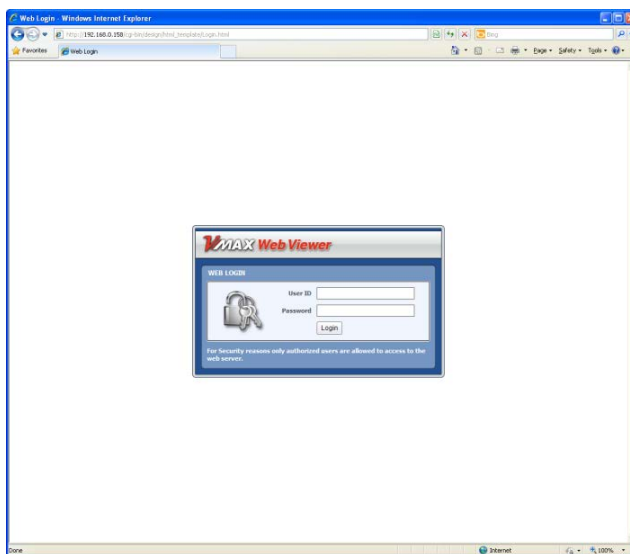 Web Login - Windows Internet Explorer
http://192.168.0.158/cgi-bin/design/html_template/Login.html
Bing
Favorites
Web Login
Page
Safety
Tools
VMAX Web Viewer
WEB LOGIN
User ID
Password
Login
For Security reasons only authorized users are allowed to access to the
web server.
Done
Internet
100%